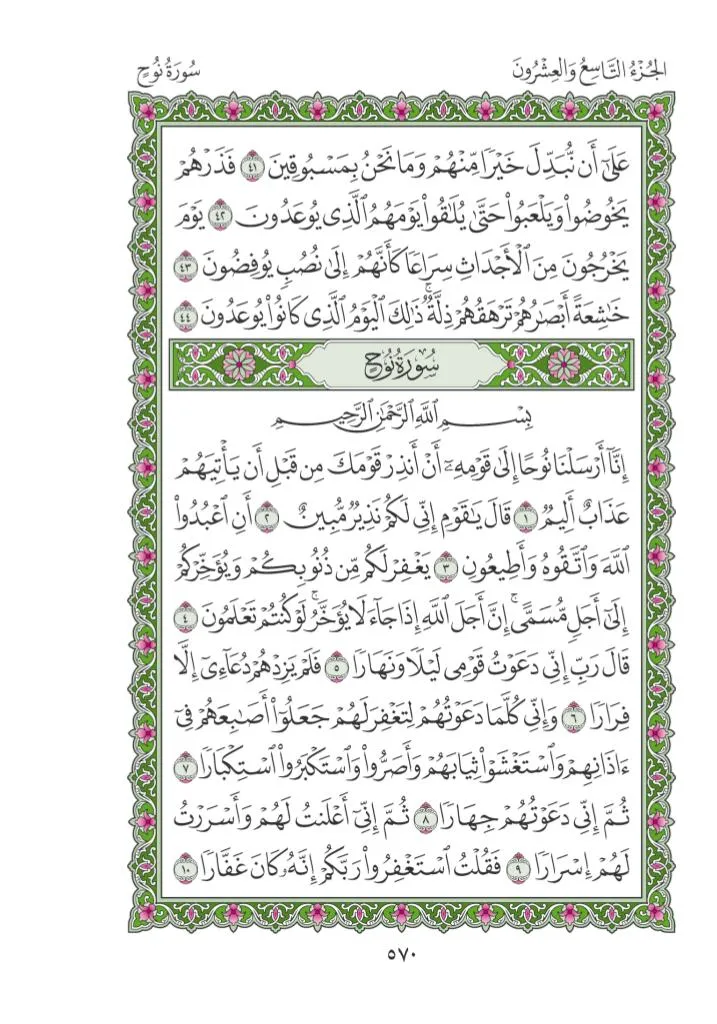 الجُزْءُ التَّاسِعُ وَالعِشْرُونَ
سُورَةُ نُوحٍ
عَلَىٰٓ أَن نُّبَدِّلَ خَيْرٗا مِّنْهُمْ وَمَا نَحْنُ بِمَسْبُوقِينَ ٤١ فَذَرْهُمْ
يَخُوضُواْ وَيَلْعَبُواْ حَتَّىٰ يُلَٰقُواْ يَوْمَهُمُ ٱلَّذِي يُوعَدُونَ ٤٢ يَوْمَ
يَخْرُجُونَ مِنَ ٱلْأَجْدَاثِ سِرَاعٗا كَأَنَّهُمْ إِلَىٰ نُصُبٖ يُوفِضُونَ ٤٣
خَٰشِعَةً أَبْصَٰرُهُمْ تَرْهَقُهُمْ ذِلَّةٞۚ ذَٰلِكَ ٱلْيَوْمُ ٱلَّذِي كَانُواْ يُوعَدُونَ ٤٤
سُورَةُ نُوحٍ
بِسْمِ ٱللَّهِ ٱلرَّحْمَٰنِ ٱلرَّحِيمِ
إِنَّآ أَرْسَلْنَا نُوحًا إِلَىٰ قَوْمِهِۦٓ أَنْ أَنذِرْ قَوْمَكَ مِن قَبْلِ أَن يَأْتِيَهُمْ
عَذَابٌ أَلِيمٞ ١ قَالَ يَٰقَوْمِ إِنِّي لَكُمْ نَذِيرٞ مُّبِينٌ ٢ أَنِ ٱعْبُدُواْ
ٱللَّهَ وَٱتَّقُوهُ وَأَطِيعُونِ ٣ يَغْفِرْ لَكُم مِّن ذُنُوبِكُمْ وَيُؤَخِّرْكُمْ
إِلَىٰٓ أَجَلٖ مُّسَمًّىۚ إِنَّ أَجَلَ ٱللَّهِ إِذَا جَآءَ لَا يُؤَخَّرُۚ لَوْ كُنتُمْ تَعْلَمُونَ ٤
قَالَ رَبِّ إِنِّي دَعَوْتُ قَوْمِي لَيْلٗا وَنَهَارٗا ٥ فَلَمْ يَزِدْهُمْ دُعَآءِيٓ إِلَّا
فِرَارٗا ٦ وَإِنِّي كُلَّمَا دَعَوْتُهُمْ لِتَغْفِرَ لَهُمْ جَعَلُوٓاْ أَصَٰبِعَهُمْ فِيٓ
ءَاذَانِهِمْ وَٱسْتَغْشَوْاْ ثِيَابَهُمْ وَأَصَرُّواْ وَٱسْتَكْبَرُواْ ٱسْتِكْبَارٗا ٧
ثُمَّ إِنِّي دَعَوْتُهُمْ جِهَارٗا ٨ ثُمَّ إِنِّيٓ أَعْلَنتُ لَهُمْ وَأَسْرَرْتُ
لَهُمْ إِسْرَارٗا ٩ فَقُلْتُ ٱسْتَغْفِرُواْ رَبَّكُمْ إِنَّهُۥ كَانَ غَفَّارٗا ١٠
٥٧٠